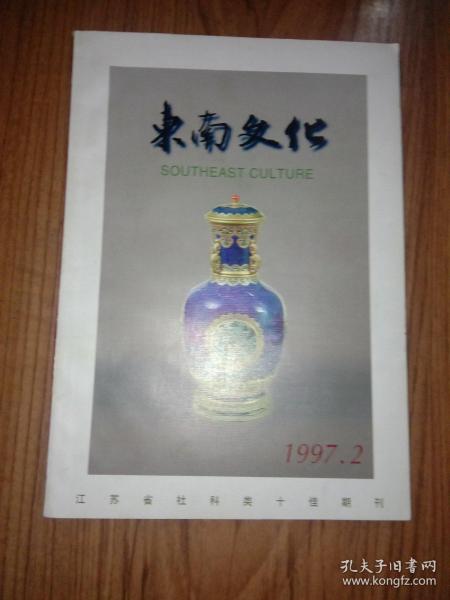 東南文化
SOUTHEAST CULTURE
1997.2
江苏省社科类十佳期刊
孔夫子旧书网
www.kongfz.com